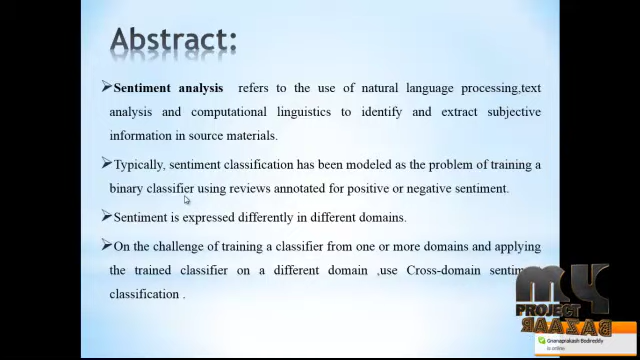 Abstract:
➤Sentiment analysis refers to the use of natural language processing,text
analysis and computational linguistics to identify and extract subjective
information in source materials.
➤Typically, sentiment classification has been modeled as the problem of training a
binary classifier using reviews annotated for positive or negative sentiment.
➤Sentiment is expressed differently in different domains.
➤On the challenge of training a classifier from one or more domains and applying
the trained classifier on a different domain ,use Cross-domain
classification .
PROJECT
BAZAAR
Gnanaprakash Bedreddy
is online